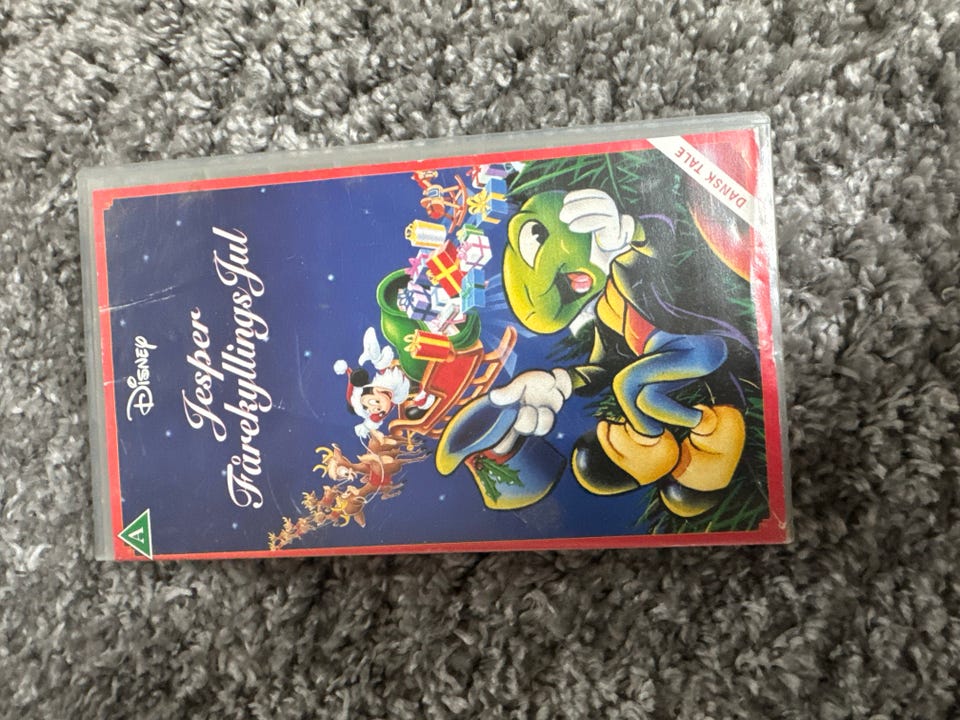 DISNEY
Jesper
Fårekyllings Jul
A
DANSK TALE